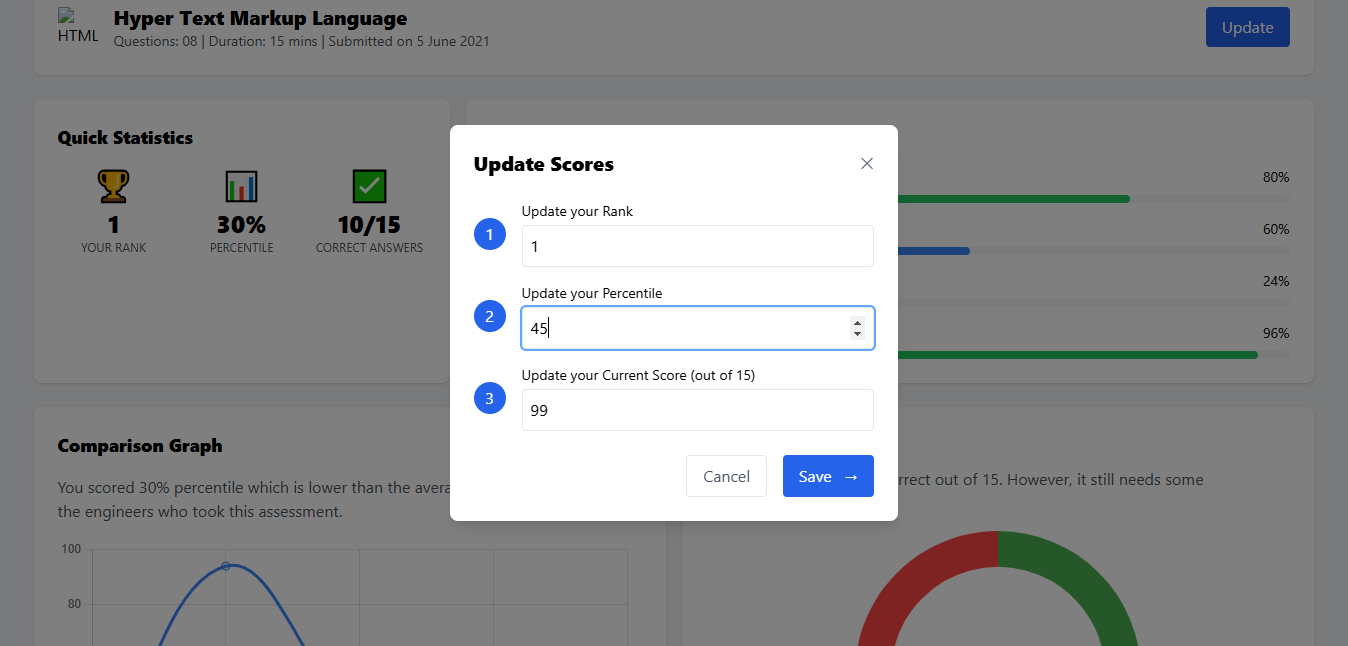 HTML
Hyper Text Markup Language
Questions: 08 | Duration: 15 mins | Submitted on 5 June 2021
Update
Quick Statistics
1
YOUR RANK
30%
PERCENTILE
10/15
CORRECT ANSWERS
80%
60%
24%
96%
Update Scores
1
Update your Rank
1
2
Update your Percentile
45
3
Update your Current Score (out of 15)
99
Cancel
Save →
Comparison Graph
You scored 30% percentile which is lower than the avera
the engineers who took this assessment.
100
80
rrect out of 15. However, it still needs some